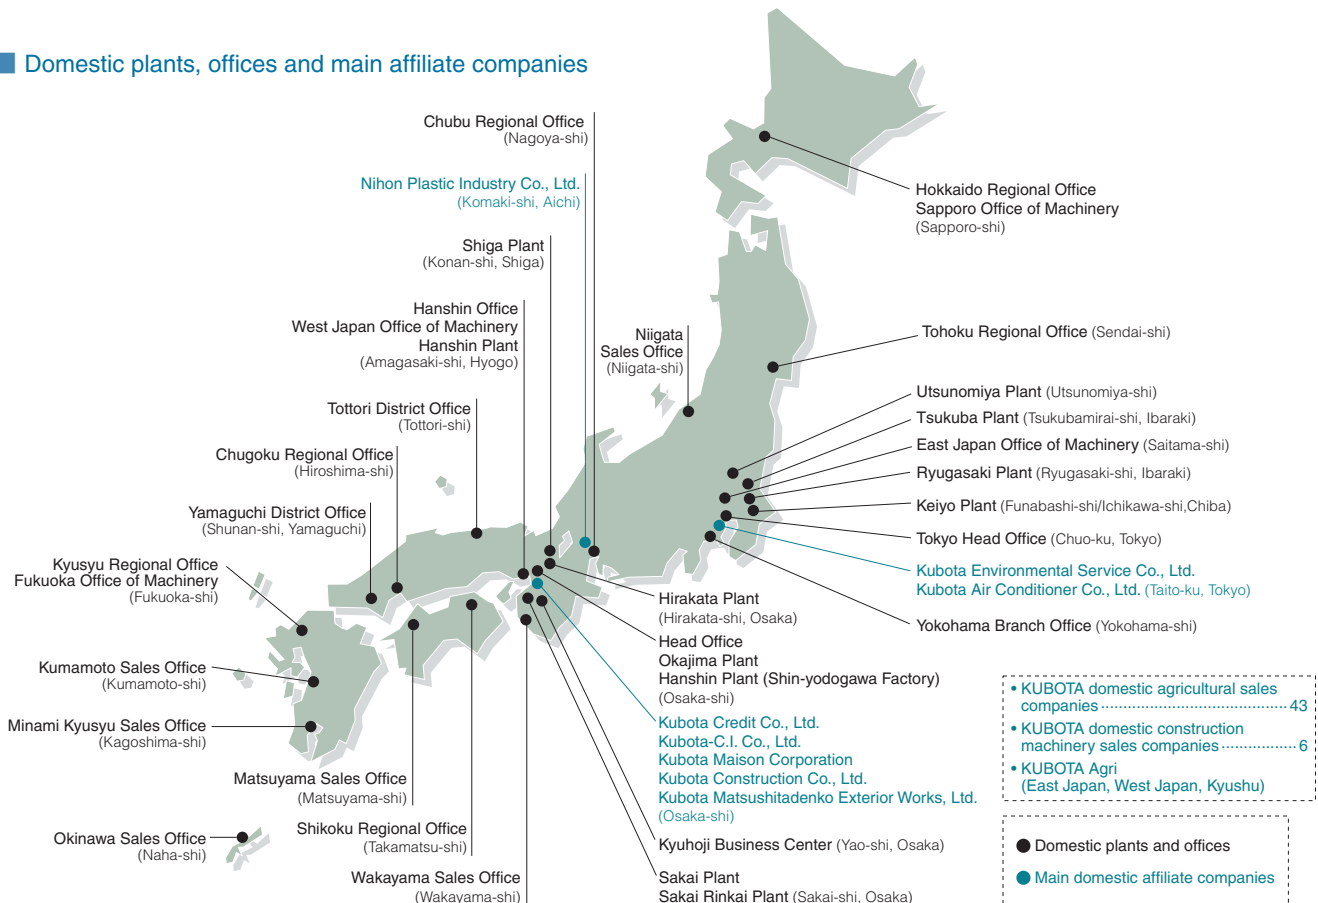 Domestic plants, offices and main affiliate companies
Chubu Regional Office
(Nagoya-shi)
Nihon Plastic Industry Co., Ltd.
(Komaki-shi, Aichi)
Shiga Plant
(Konan-shi, Shiga)
Hanshin Office
West Japan Office of Machinery
Hanshin Plant
(Amagasaki-shi, Hyogo)
Niigata
Sales Office
(Niigata-shi)
Tottori District Office
(Tottori-shi)
Chugoku Regional Office
(Hiroshima-shi)
Yamaguchi District Office
(Shunan-shi, Yamaguchi)
Kyusyu Regional Office
Fukuoka Office of Machinery
(Fukuoka-shi)
Kumamoto Sales Office
(Kumamoto-shi)
Minami Kyusyu Sales Office
(Kagoshima-shi)
Okinawa Sales Office
(Naha-shi)
Matsuyama Sales Office
(Matsuyama-shi)
Shikoku Regional Office
(Takamatsu-shi)
Wakayama Sales Office
(Wakayama-shi)
Hokkaido Regional Office
Sapporo Office of Machinery
(Sapporo-shi)
Tohoku Regional Office (Sendai-shi)
Utsunomiya Plant (Utsunomiya-shi)
Tsukuba Plant (Tsukubamirai-shi, Ibaraki)
East Japan Office of Machinery (Saitama-shi)
Ryugasaki Plant (Ryugasaki-shi, Ibaraki)
Keiyo Plant (Funabashi-shi/Ichikawa-shi,Chiba)
Tokyo Head Office (Chuo-ku, Tokyo)
Kubota Environmental Service Co., Ltd.
Kubota Air Conditioner Co., Ltd. (Taito-ku, Tokyo)
Yokohama Branch Office (Yokohama-shi)
Hirakata Plant
(Hirakata-shi, Osaka)
Head Office
Okajima Plant
Hanshin Plant (Shin-yodogawa Factory)
(Osaka-shi)
Kubota Credit Co., Ltd.
Kubota-C.I. Co., Ltd.
Kubota Maison Corporation
Kubota Construction Co., Ltd.
Kubota Matsushitadenko Exterior Works, Ltd.
(Osaka-shi)
Kyuhoji Business Center (Yao-shi, Osaka)
Sakai Plant
Sakai Rinkai Plant (Sakai-shi, Osaka)
• KUBOTA domestic agricultural sales
companies ........................................ 43
• KUBOTA domestic construction
machinery sales companies ................. 6
• KUBOTA Agri
(East Japan, West Japan, Kyushu)
Domestic plants and offices
Main domestic affiliate companies